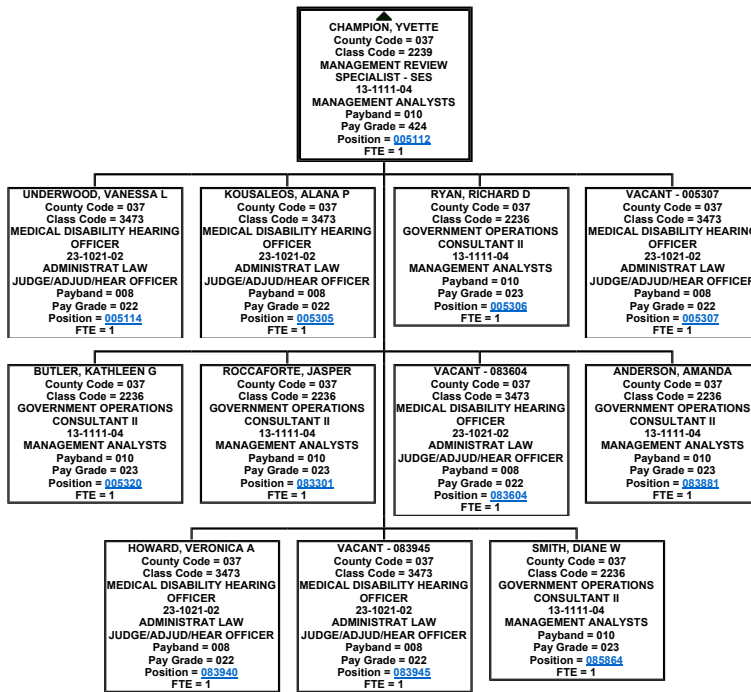 CHAMPION, YVETTE
County Code = 037
Class Code = 2239
MANAGEMENT REVIEW
SPECIALIST - SES
13-1111-04
MANAGEMENT ANALYSTS
Payband = 010
Pay Grade = 424
Position = 005112
FTE = 1
UNDERWOOD, VANESSA L
County Code = 037
Class Code = 3473
MEDICAL DISABILITY HEARING
OFFICER
23-1021-02
ADMINISTRAT LAW
JUDGE/ADJUD/HEAR OFFICER
Payband = 008
Pay Grade = 022
Position = 005114
FTE = 1
KOUSALEOS, ALANA P
County Code = 037
Class Code = 3473
MEDICAL DISABILITY HEARING
OFFICER
23-1021-02
ADMINISTRAT LAW
JUDGE/ADJUD/HEAR OFFICER
Payband = 008
Pay Grade = 022
Position = 005305
FTE = 1
RYAN, RICHARD D
County Code = 037
Class Code = 2236
GOVERNMENT OPERATIONS
CONSULTANT II
13-1111-04
MANAGEMENT ANALYSTS
Payband = 010
Pay Grade = 023
Position = 005306
FTE = 1
VACANT - 005307
County Code = 037
Class Code = 3473
MEDICAL DISABILITY HEARING
OFFICER
23-1021-02
ADMINISTRAT LAW
JUDGE/ADJUD/HEAR OFFICER
Payband = 008
Pay Grade = 022
Position = 005307
FTE = 1
BUTLER, KATHLEEN G
County Code = 037
Class Code = 2236
GOVERNMENT OPERATIONS
CONSULTANT II
13-1111-04
MANAGEMENT ANALYSTS
Payband = 010
Pay Grade = 023
Position = 005320
FTE = 1
ROCCAFORTE, JASPER
County Code = 037
Class Code = 2236
GOVERNMENT OPERATIONS
CONSULTANT II
13-1111-04
MANAGEMENT ANALYSTS
Payband = 010
Pay Grade = 023
Position = 083301
FTE = 1
VACANT - 083604
County Code = 037
Class Code = 3473
MEDICAL DISABILITY HEARING
OFFICER
23-1021-02
ADMINISTRAT LAW
JUDGE/ADJUD/HEAR OFFICER
Payband = 008
Pay Grade = 022
Position = 083604
FTE = 1
ANDERSON, AMANDA
County Code = 037
Class Code = 2236
GOVERNMENT OPERATIONS
CONSULTANT II
13-1111-04
MANAGEMENT ANALYSTS
Payband = 010
Pay Grade = 023
Position = 083881
FTE = 1
HOWARD, VERONICA A
County Code = 037
Class Code = 3473
MEDICAL DISABILITY HEARING
OFFICER
23-1021-02
ADMINISTRAT LAW
JUDGE/ADJUD/HEAR OFFICER
Payband = 008
Pay Grade = 022
Position = 083940
FTE = 1
VACANT - 083945
County Code = 037
Class Code = 3473
MEDICAL DISABILITY HEARING
OFFICER
23-1021-02
ADMINISTRAT LAW
JUDGE/ADJUD/HEAR OFFICER
Payband = 008
Pay Grade = 022
Position = 083945
FTE = 1
SMITH, DIANE W
County Code = 037
Class Code = 2236
GOVERNMENT OPERATIONS
CONSULTANT II
13-1111-04
MANAGEMENT ANALYSTS
Payband = 010
Pay Grade = 023
Position = 085864
FTE = 1